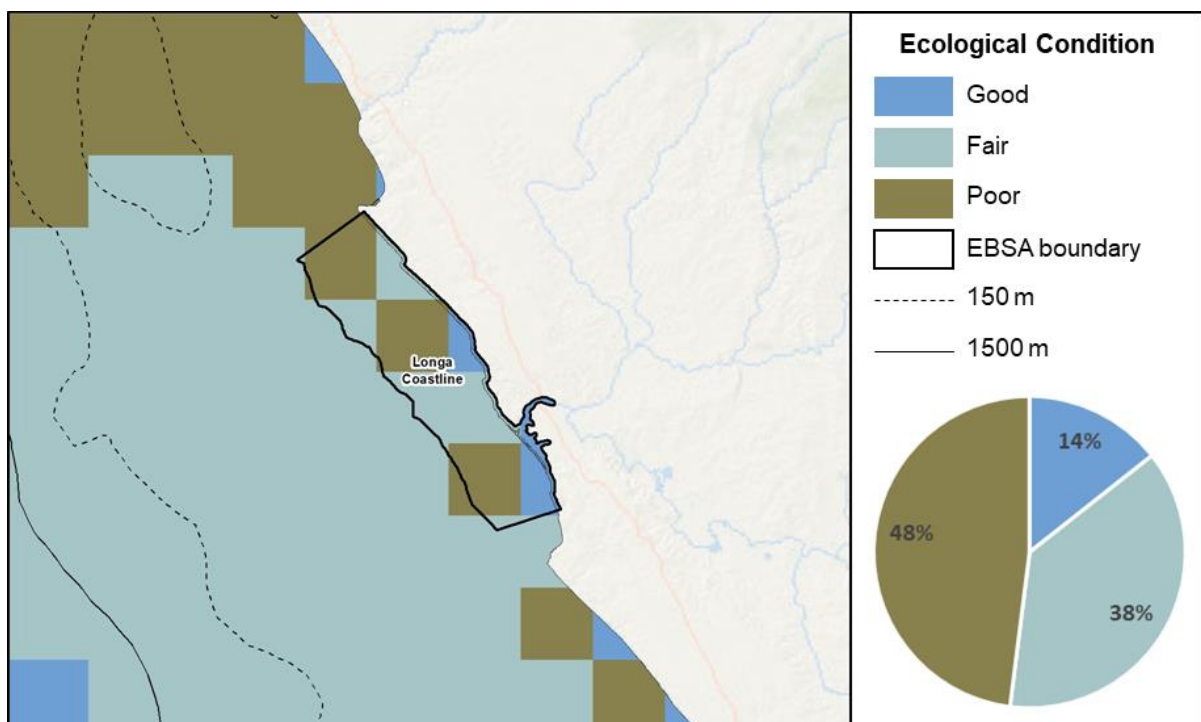 Longa
Coastline
Ecological Condition
Good
Fair
Poor
EBSA boundary
150 m
1500 m
14%
48%
38%